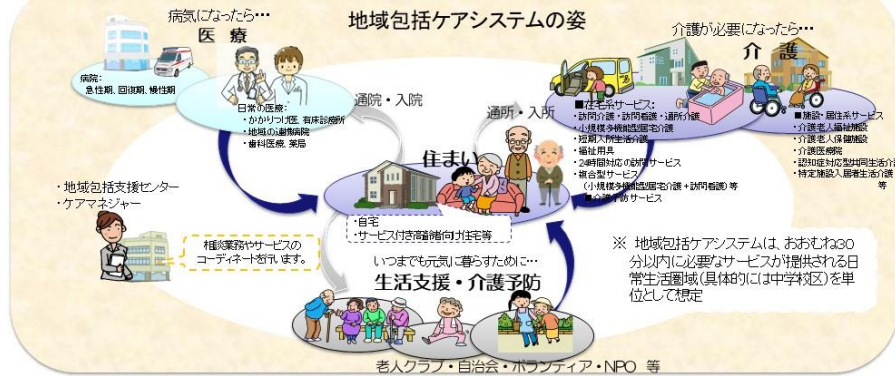 地域包括ケアシステムの姿
病気になったら…
医療
病院:
急性期、回復期、慢性期
日常の医療:
・かかりつけ医、有床診療所
・地域の連携病院
・歯科医療、薬局
通院・入院
通所・入所
介護が必要になったら…
介護
■在宅系サービス:
・訪問介護・訪問看護・通所介護
・小規模多機能型居宅介護
・短期入所生活介護
・福祉用具
・24時間対応の訪問サービス
・複合型サービス
(小規模多機能型居宅介護+訪問看護)等
■介護予防サービス
■施設・居住系サービス
・介護老人福祉施設
・介護老人保健施設
・介護医療院
・認知症対応型共同生活介
・特定施設入居者生活介護
等
住まい
・自宅
・サービス付き高齢者向け住宅等
・地域包括支援センター
・ケアマネジャー
相談業務やサービスの
コーディネートを行います。
いつまでも元気に暮らすために…
生活支援・介護予防
老人クラブ・自治会・ボランティア・NPO 等
※ 地域包括ケアシステムは、おおむね30
分以内に必要なサービスが提供される日
常生活圏域(具体的には中学校区)を単
位として想定